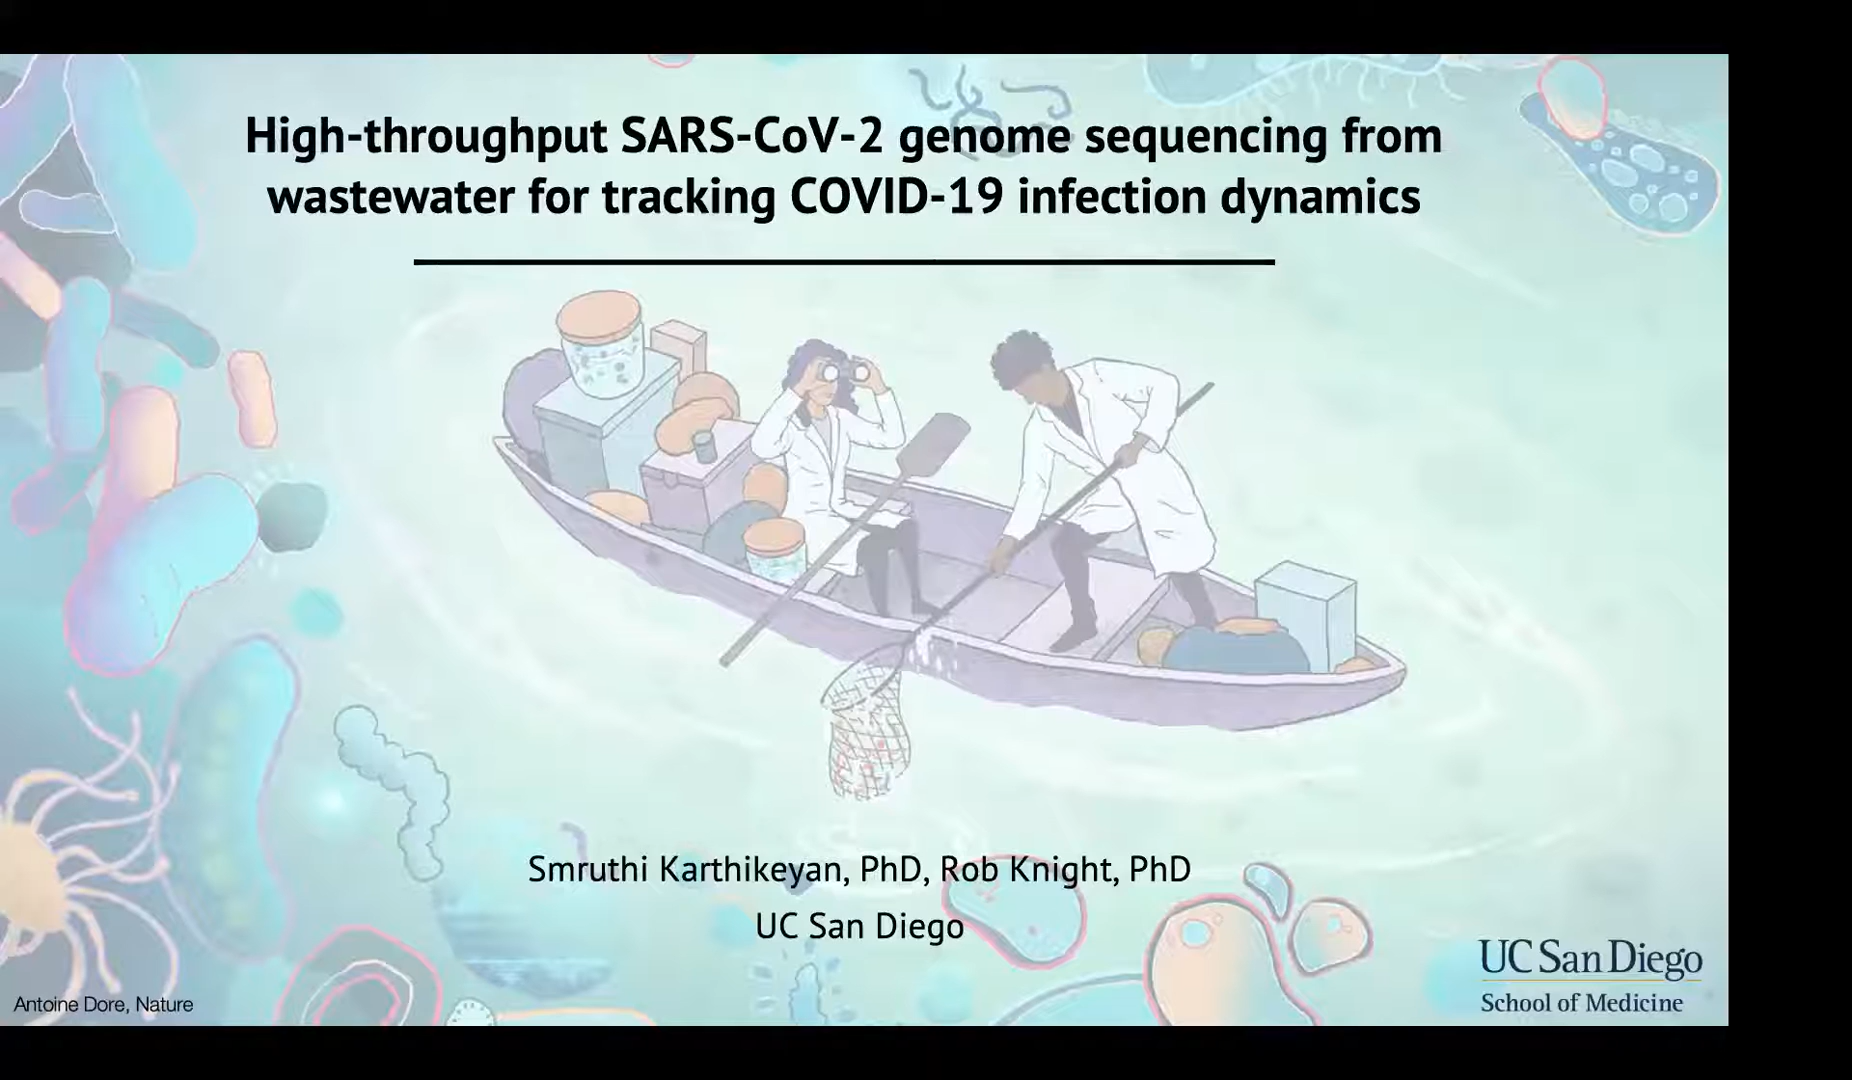 High-throughput SARS-CoV-2 genome sequencing from
wastewater for tracking COVID-19 infection dynamics
Smruthi Karthikeyan, PhD, Rob Knight, PhD
UC San Diego
UC San Diego
School of Medicine
Antoine Dore, Nature